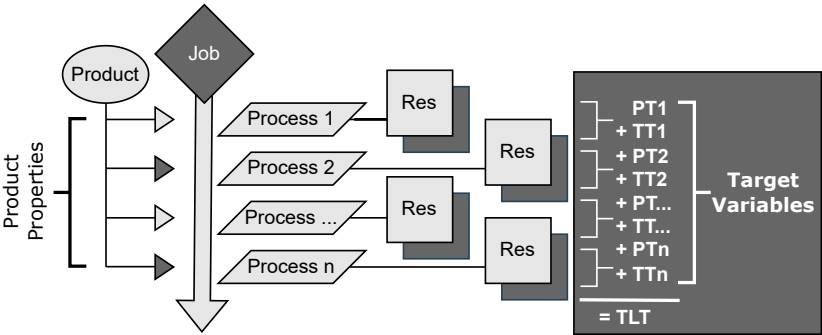 Product
Job
Product
Properties
Process 1
Process 2
Process ...
Process n
Res
Res
Res
Res
PT1
+ TT1
+ PT2
+ TT2
+ PT...
+ TT...
+ PTn
+ TTn
= TLT
Target
Variables